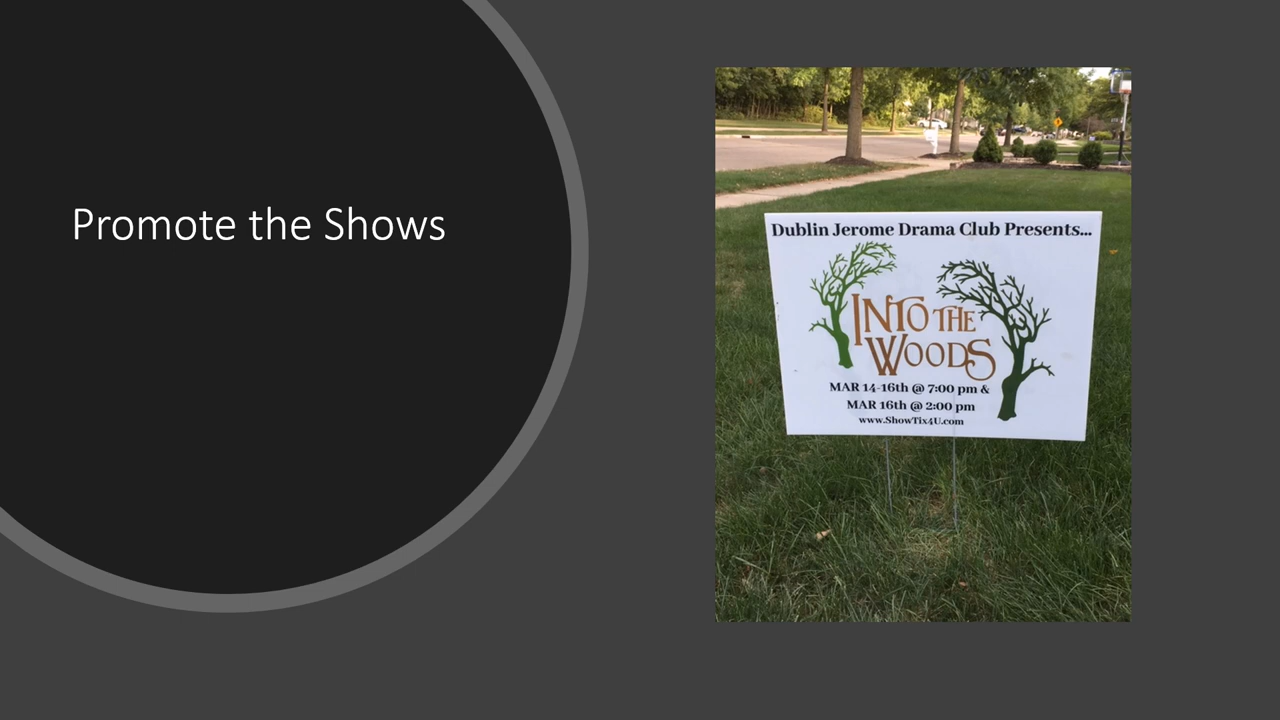 Promote the Shows
Dublin Jerome Drama Club Presents...
INTO THE
WOODS
MAR 14-16th @ 7:00 pm &
MAR 16th @ 2:00 pm
www.ShowTix4U.com